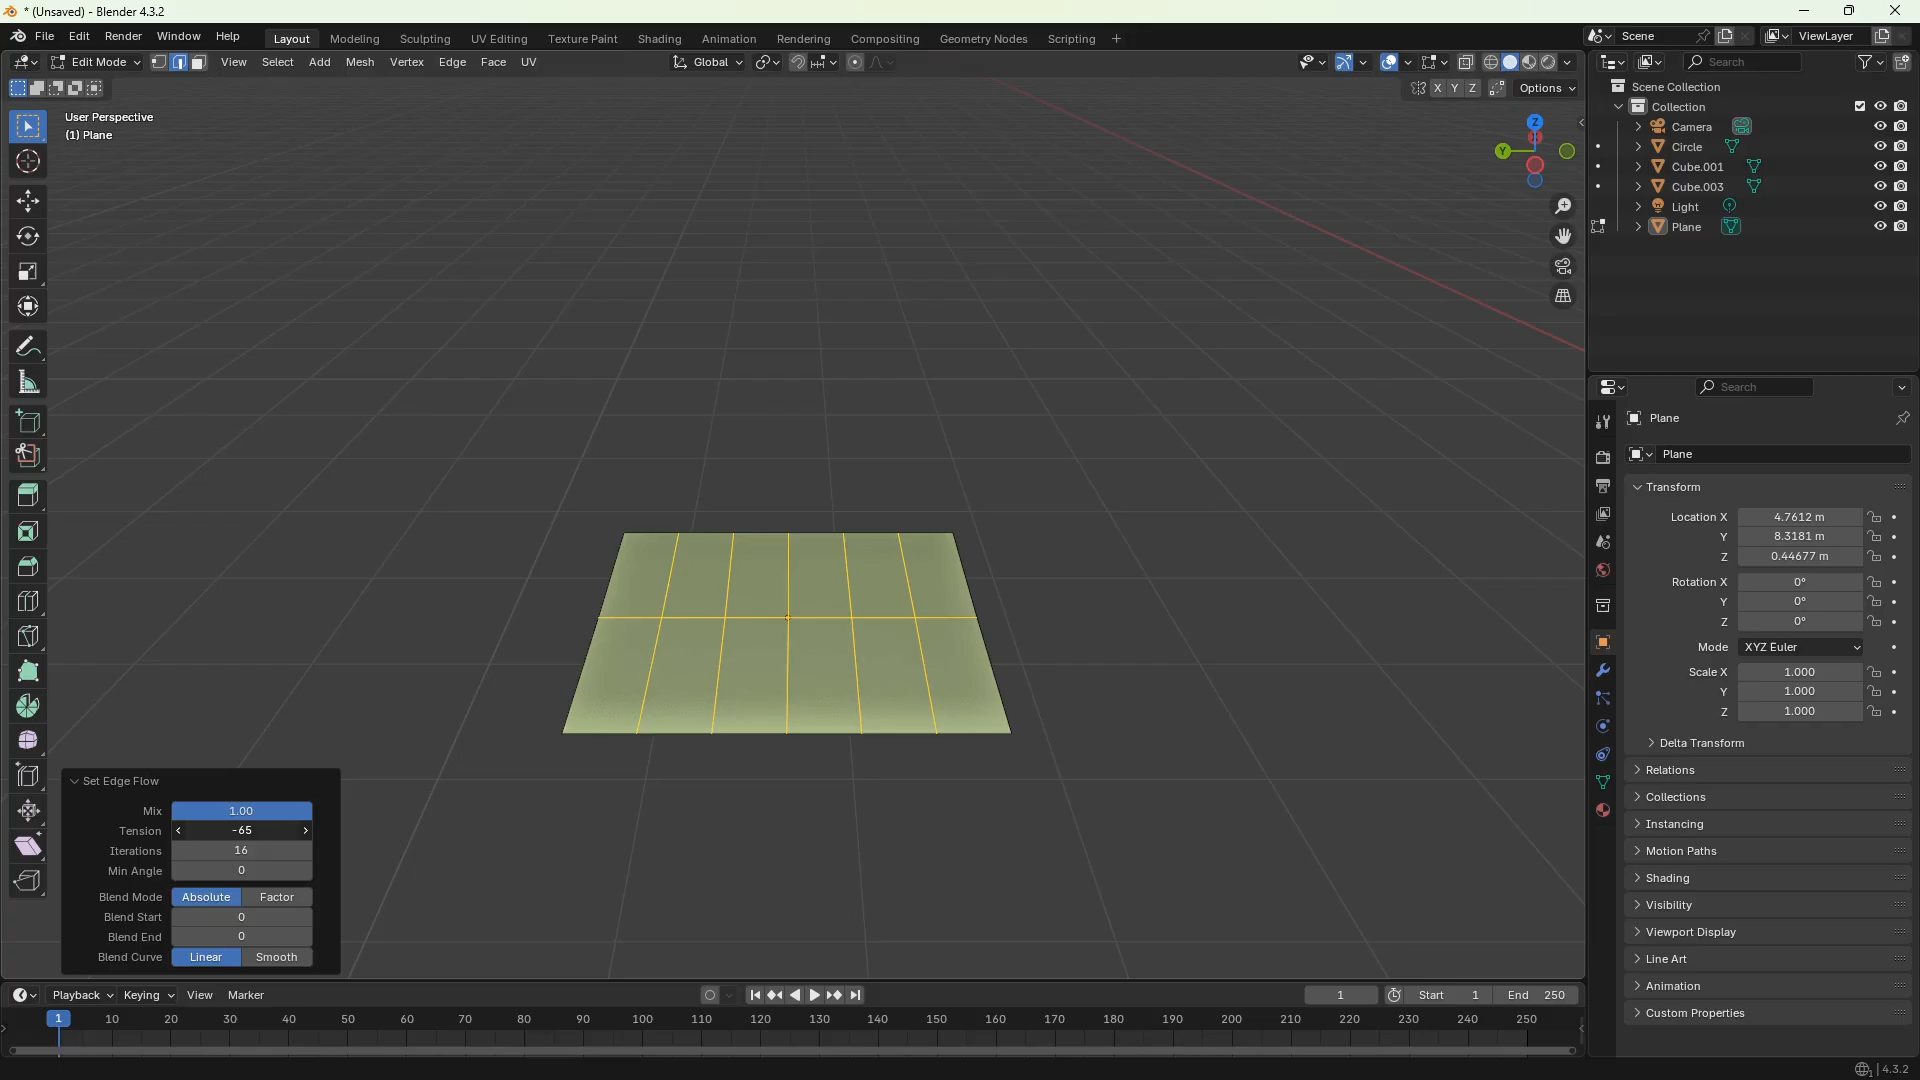 * (Unsaved) - Blender 4.3.2
File Edit Render Window Help Layout Modeling Sculpting UV Editing Texture Paint Shading Animation Rendering Compositing Geometry Nodes Scripting + Scene ViewLayer
Edit Mode View Select Add Mesh Vertex Edge Face UV Global Search
X Y Z Options
User Perspective
(1) Plane
Z
Y
Scene Collection
Collection
Camera
Circle
Cube.001
Cube.003
Light
Plane
Search
Plane
Plane
Transform
Location X 4.7612 m
Y 8.3181 m
Z 0.44677 m
Rotation X 0°
Y 0°
Z 0°
Mode XYZ Euler
Scale X 1.000
Y 1.000
Z 1.000
Delta Transform
Relations
Collections
Instancing
Motion Paths
Shading
Visibility
Viewport Display
Line Art
Animation
Custom Properties
Set Edge Flow
Mix 1.00
Tension -65
Iterations 16
Min Angle 0
Blend Mode Absolute Factor
Blend Start 0
Blend End 0
Blend Curve Linear Smooth
Playback Keying View Marker 1 Start 1 End 250
1 10 20 30 40 50 60 70 80 90 100 110 120 130 140 150 160 170 180 190 200 210 220 230 240 250
4.3.2